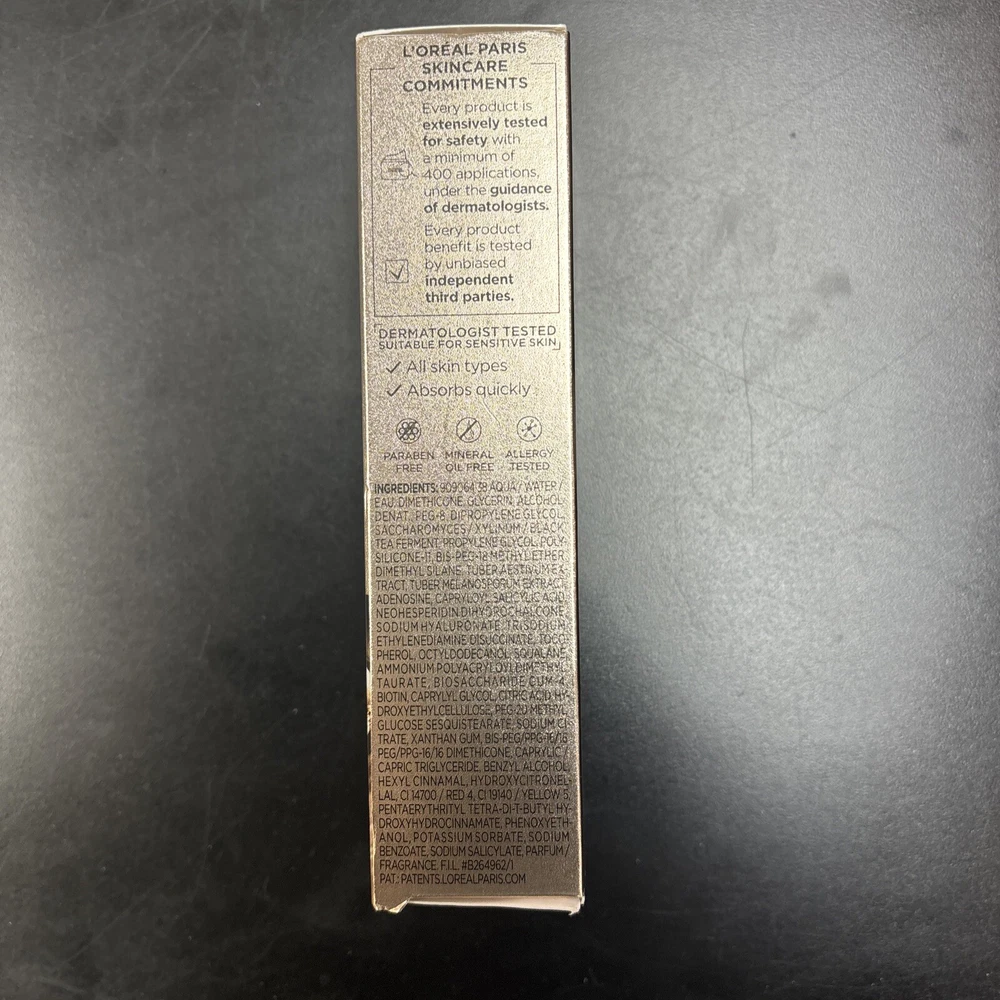 L'ORÉAL PARIS
SKINCARE
COMMITMENTS
Every product is
extensively tested
for safety with
a minimum of
400 applications,
under the guidance
of dermatologists.
Every product
benefit is tested
by unbiased
independent
third parties.
DERMATOLOGIST TESTED
SUITABLE FOR SENSITIVE SKIN
All skin types
Absorbs quickly
PARABEN FREE
MINERAL OIL FREE
ALLERGY TESTED
INGREDIENTS: 909064 38 AQUA / WATER /
EAU, DIMETHICONE, GLYCERIN, ALCOHOL
DENAT., PEG-8, DIPROPYLENE GLYCOL,
SACCHAROMYCES / XYLINUM / BLACK
TEA FERMENT, PROPYLENE GLYCOL, POLY-
SILICONE-11, BIS-PEG-18 METHYL ETHER
DIMETHYL SILANE, TUBER AESTIVUM EX-
TRACT, TUBER MELANOSPORUM EXTRACT,
ADENOSINE, CAPRYLOYL SALICYLIC ACID,
NEOHESPERIDIN DIHYDROCHALCONE,
SODIUM HYALURONATE, TRISODIUM
ETHYLENEDIAMINE DISUCCINATE, TOCO
PHEROL, OCTYLDODECANOL, SQUALANE,
AMMONIUM POLYACRYLOYLDIMETHYL
TAURATE, BIOSACCHARIDE GUM-4,
BIOTIN, CAPRYLYL GLYCOL, CITRIC ACID, HY-
DROXYETHYLCELLULOSE, PEG-20 METHYL
GLUCOSE SESQUISTEARATE, SODIUM CI
TRATE, XANTHAN GUM, BIS-PEG/PPG-16/16
PEG/PPG-16/16 DIMETHICONE, CAPRYLIC /
CAPRIC TRIGLYCERIDE, BENZYL ALCOHOL,
HEXYL CINNAMAL, HYDROXYCITRONEL-
LAL, CI 14700 / RED 4, CI 19140 / YELLOW 5,
PENTAERYTHRITYL TETRA-DI-T-BUTYL HY-
DROXYHYDROCINNAMATE, PHENOXYETH-
ANOL, POTASSIUM SORBATE, SODIUM
BENZOATE, SODIUM SALICYLATE, PARFUM /
FRAGRANCE. F.I.L. #B264962/1
PAT.: PATENTS.LOREALPARIS.COM